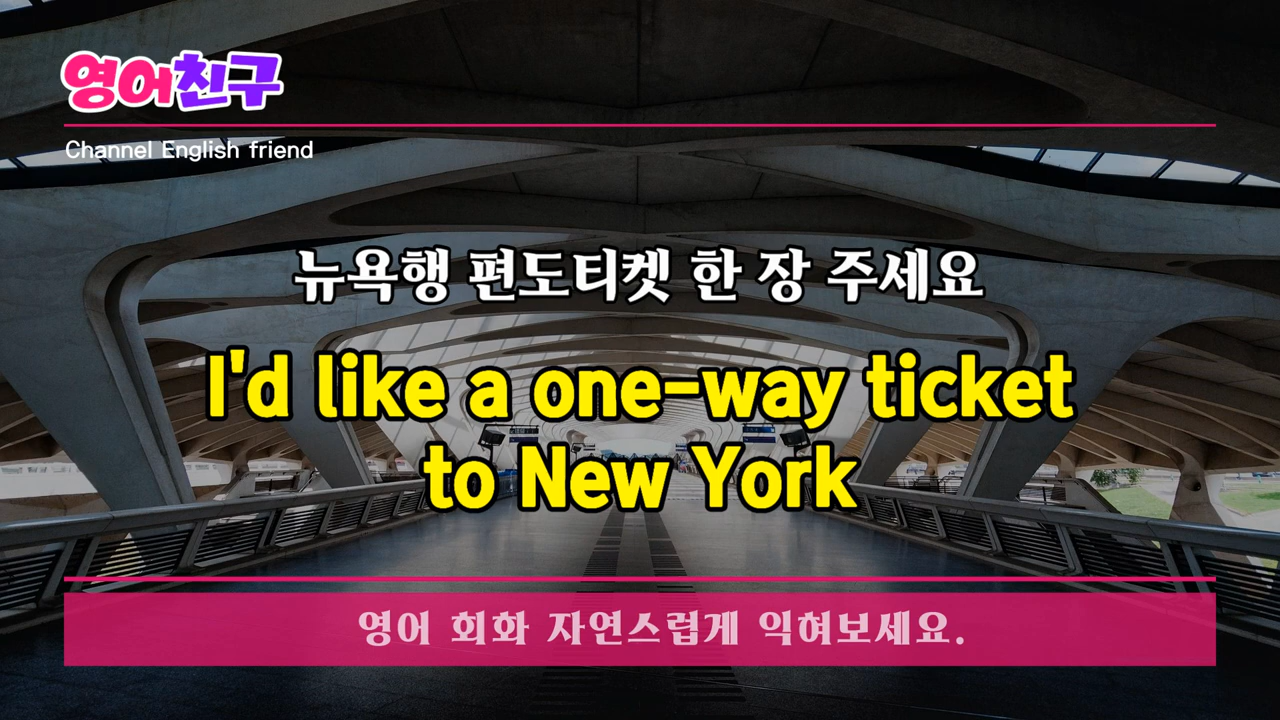 영어친구
Channel English friend
뉴욕행 편도티켓 한 장 주세요
I'd like a one-way ticket
to New York
영어 회화 자연스럽게 익혀보세요.